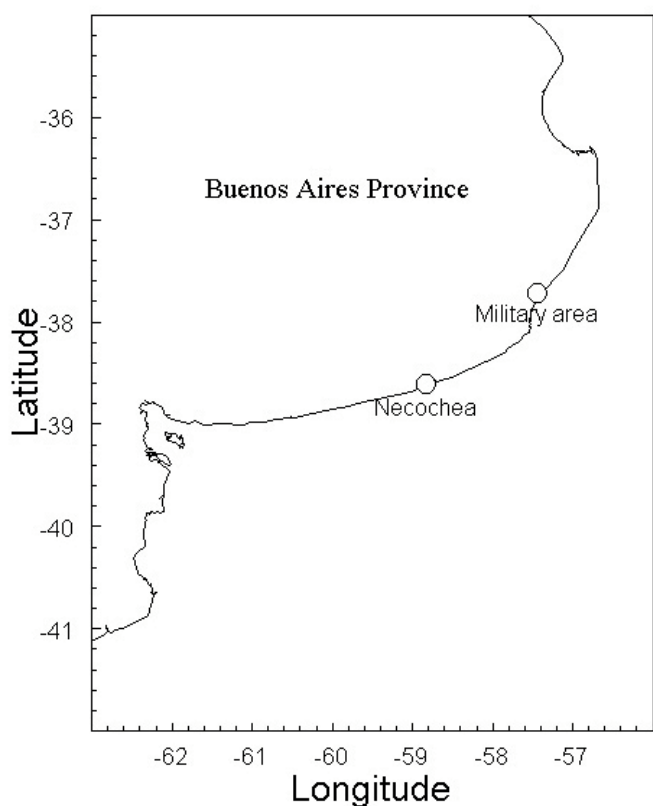 -36
Buenos Aires Province
-37
Military area
-38
Latitude
Necochea
-39
-40
-41
-62 -61 -60 -59 -58 -57
Longitude